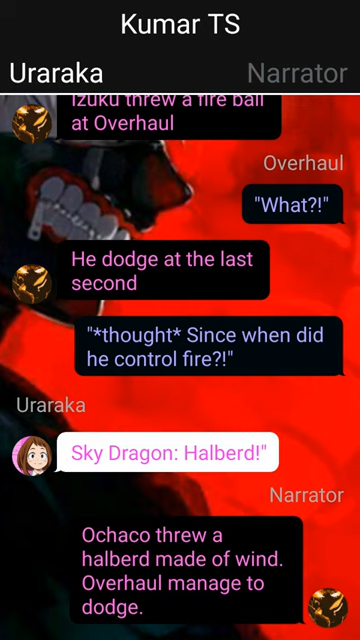 Kumar TS
Uraraka
Narrator
Izuku threw a fire ball
at Overhaul
Overhaul
"What?!"
He dodge at the last
second
"*thought* Since when did
he control fire?!"
Uraraka
Sky Dragon: Halberd!"
Narrator
Ochaco threw a
halberd made of wind.
Overhaul manage to
dodge.